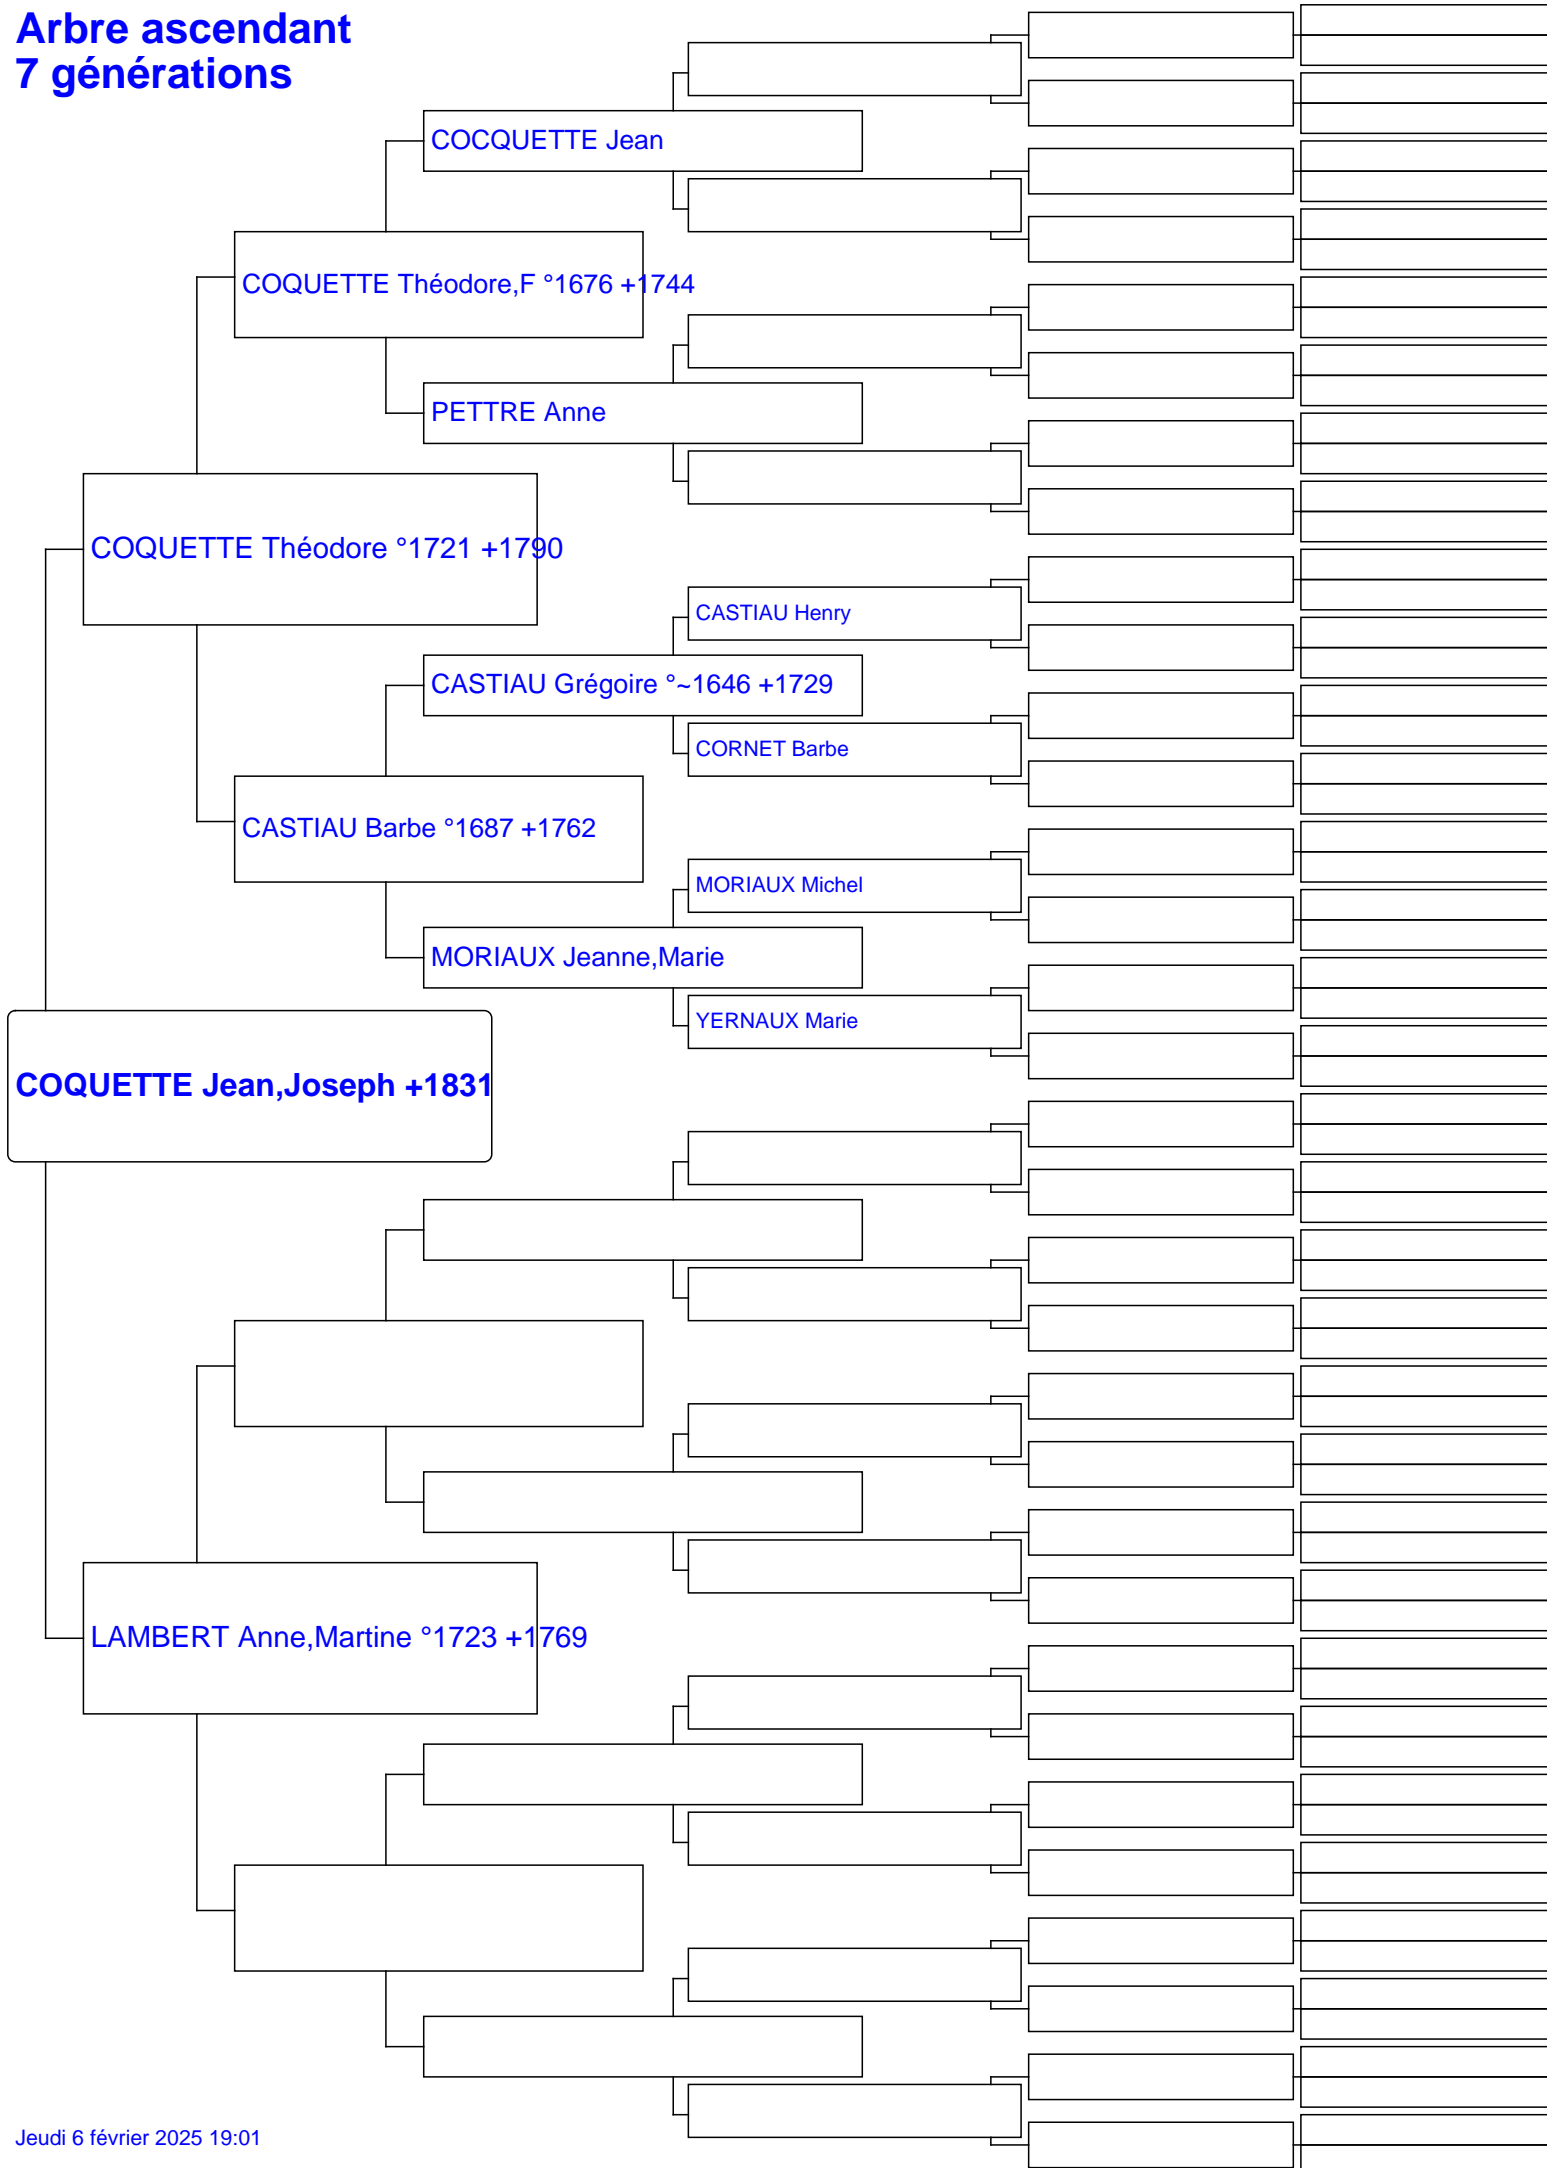 Arbre ascendant
7 générations
COCQUETTE Jean
COQUETTE Théodore,F °1676 +1744
PETTRE Anne
COQUETTE Théodore °1721 +1790
CASTIAU Henry
CASTIAU Grégoire °~1646 +1729
CORNET Barbe
CASTIAU Barbe °1687 +1762
MORIAUX Michel
MORIAUX Jeanne,Marie
YERNAUX Marie
COQUETTE Jean,Joseph +1831
LAMBERT Anne,Martine °1723 +1769
Jeudi 6 février 2025 19:01